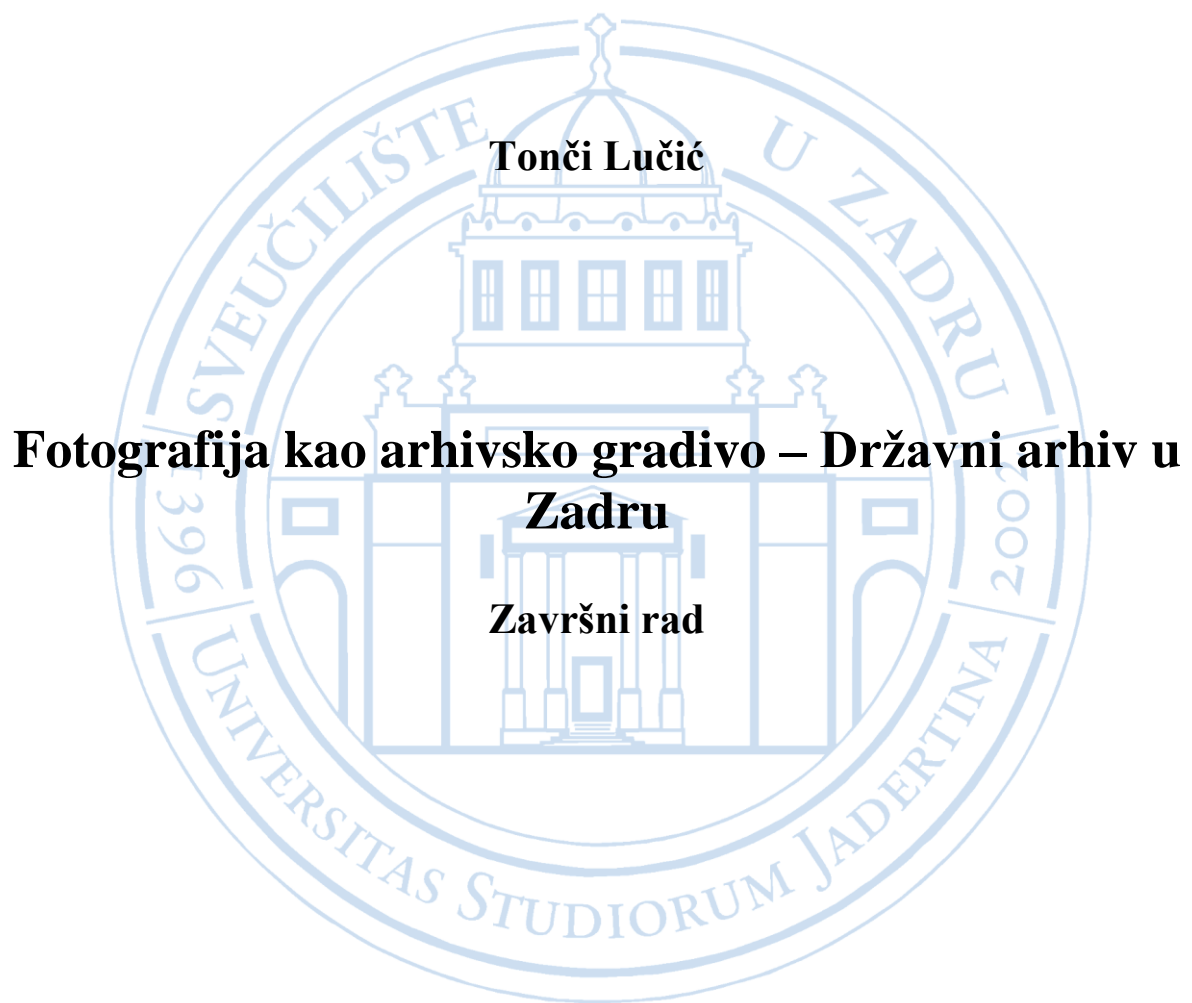 Tonči Lučić
Fotografija kao arhivsko gradivo – Državni arhiv u
Zadru
Završni rad
SVEUČILIŠTE U ZADRU
1396
2002
UNIVERSITAS STUDIORUM JADERTINA